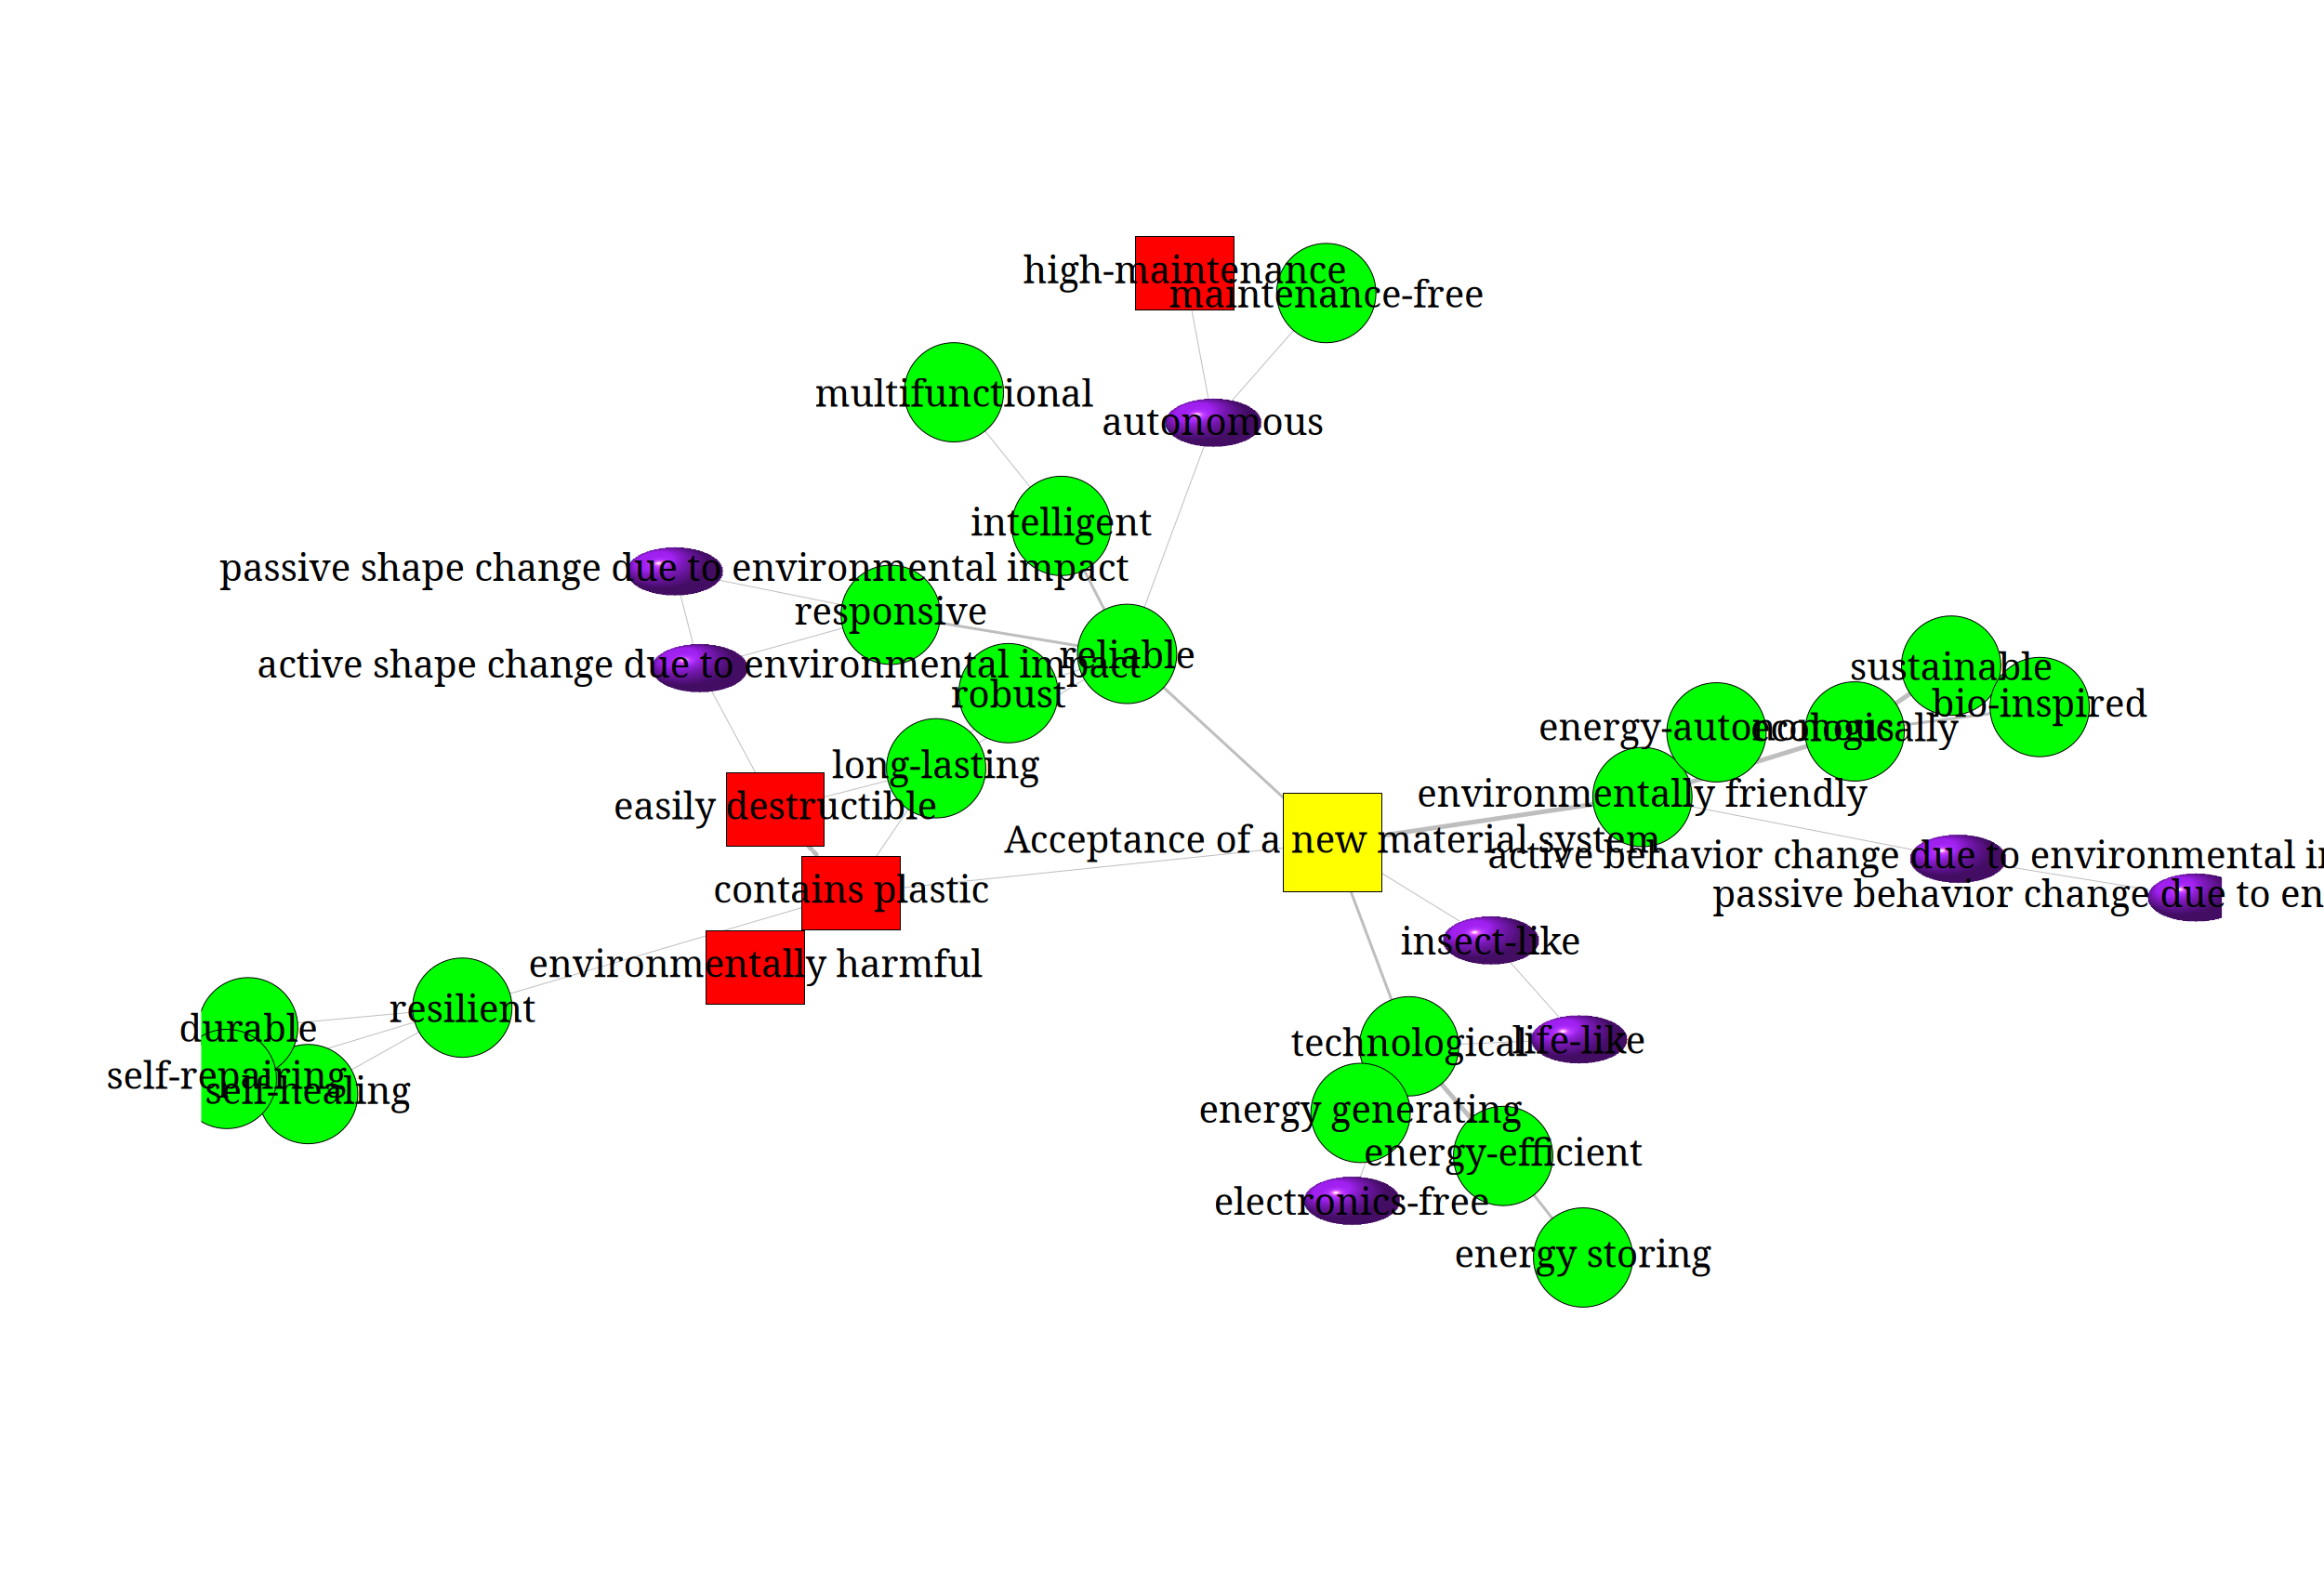 high-maintenance
maintenance-free
multifunctional
autonomous
intelligent
passive shape change due to environmental impact
responsive
reliable
active shape change due to environmental impact
robust
sustainable
bio-inspired
energy-autonomous
ecologically
long-lasting
environmentally friendly
easily destructible
Acceptance of a new material system
active behavior change due to environmental
contains plastic
passive behavior change due to
insect-like
environmentally harmful
resilient
durable
technological
life-like
self-repairing
self-healing
energy generating
energy-efficient
electronics-free
energy storing